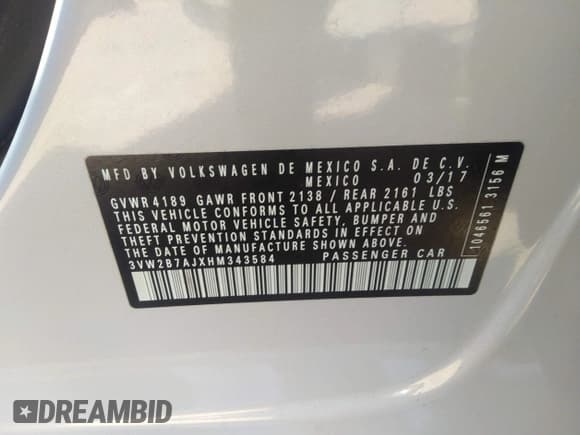 MFD BY VOLKSWAGEN DE MEXICO S.A. DE C.V.
MEXICO 03/17
GVWR 4189 GAWR FRONT 2138 / REAR 2161 LBS
THIS VEHICLE CONFORMS TO ALL APPLICABLE U.S.
FEDERAL MOTOR VEHICLE SAFETY, BUMPER AND
THEFT PREVENTION STANDARDS IN EFFECT ON
THE DATE OF MANUFACTURE SHOWN ABOVE.
3VW2B7AJXHM343584 PASSENGER CAR
1046561 3156 M
DREAMBID